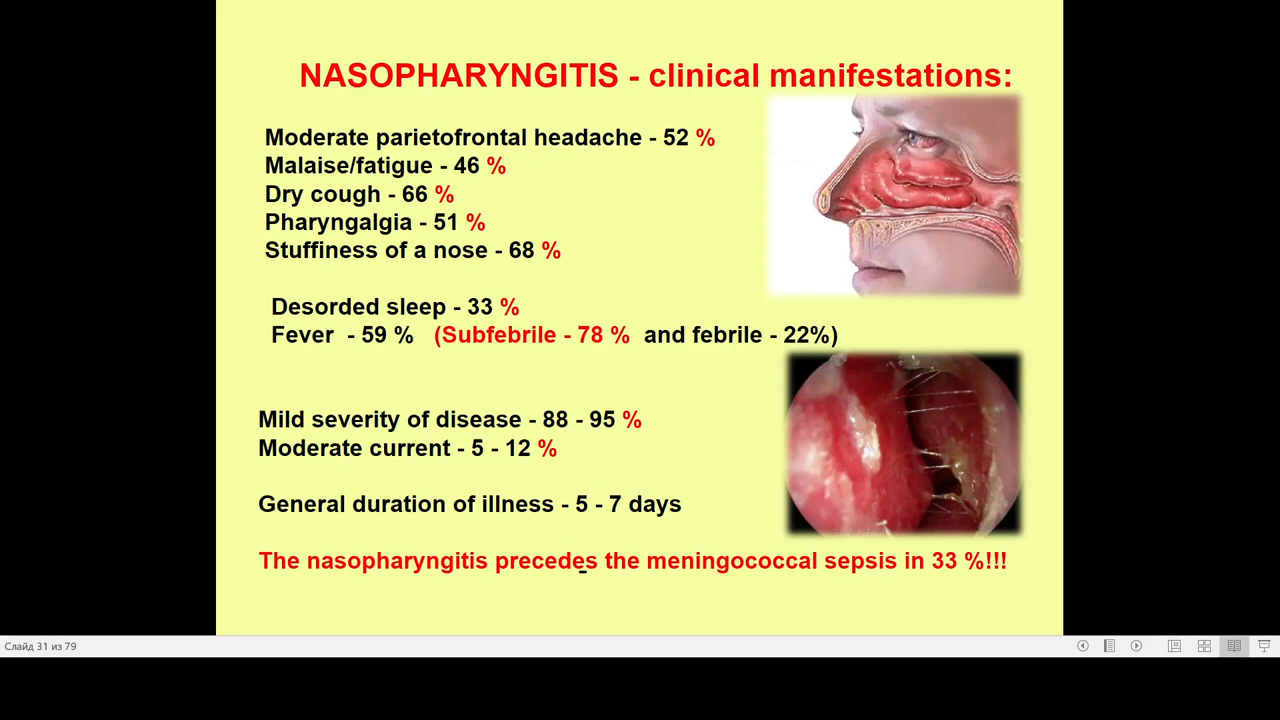 NASOPHARYNGITIS - clinical manifestations:
Moderate parietofrontal headache - 52 %
Malaise/fatigue - 46 %
Dry cough - 66 %
Pharyngalgia - 51 %
Stuffiness of a nose - 68 %
Desorded sleep - 33 %
Fever - 59 % (Subfebrile - 78 % and febrile - 22%)
Mild severity of disease - 88 - 95 %
Moderate current - 5 - 12 %
General duration of illness - 5 - 7 days
The nasopharyngitis precedes the meningococcal sepsis in 33 %!!!
Слайд 31 из 79